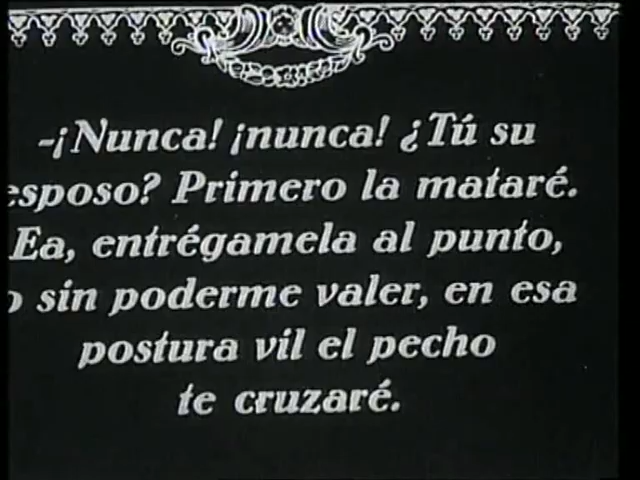 -¡Nunca! ¡nunca! ¿Tú su
esposo? Primero la mataré.
Ea, entrégamela al punto,
o sin poderme valer, en esa
postura vil el pecho
te cruzaré.